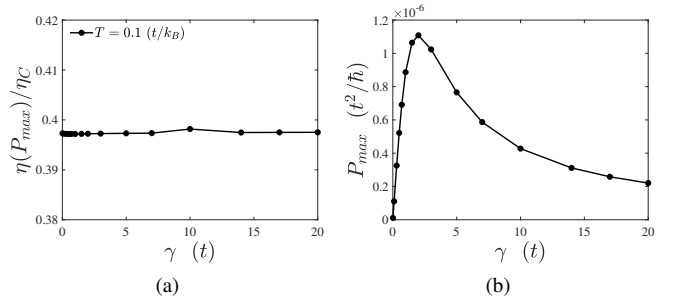 0.42
0.41
0.4
0.39
0.38
η(P_max)/η_C
T = 0.1 (t/k_B)
0 5 10 15 20
γ (t)
(a)
×10^-6
1.2
1
0.8
0.6
0.4
0.2
0
P_max (t²/ħ)
0 5 10 15 20
γ (t)
(b)